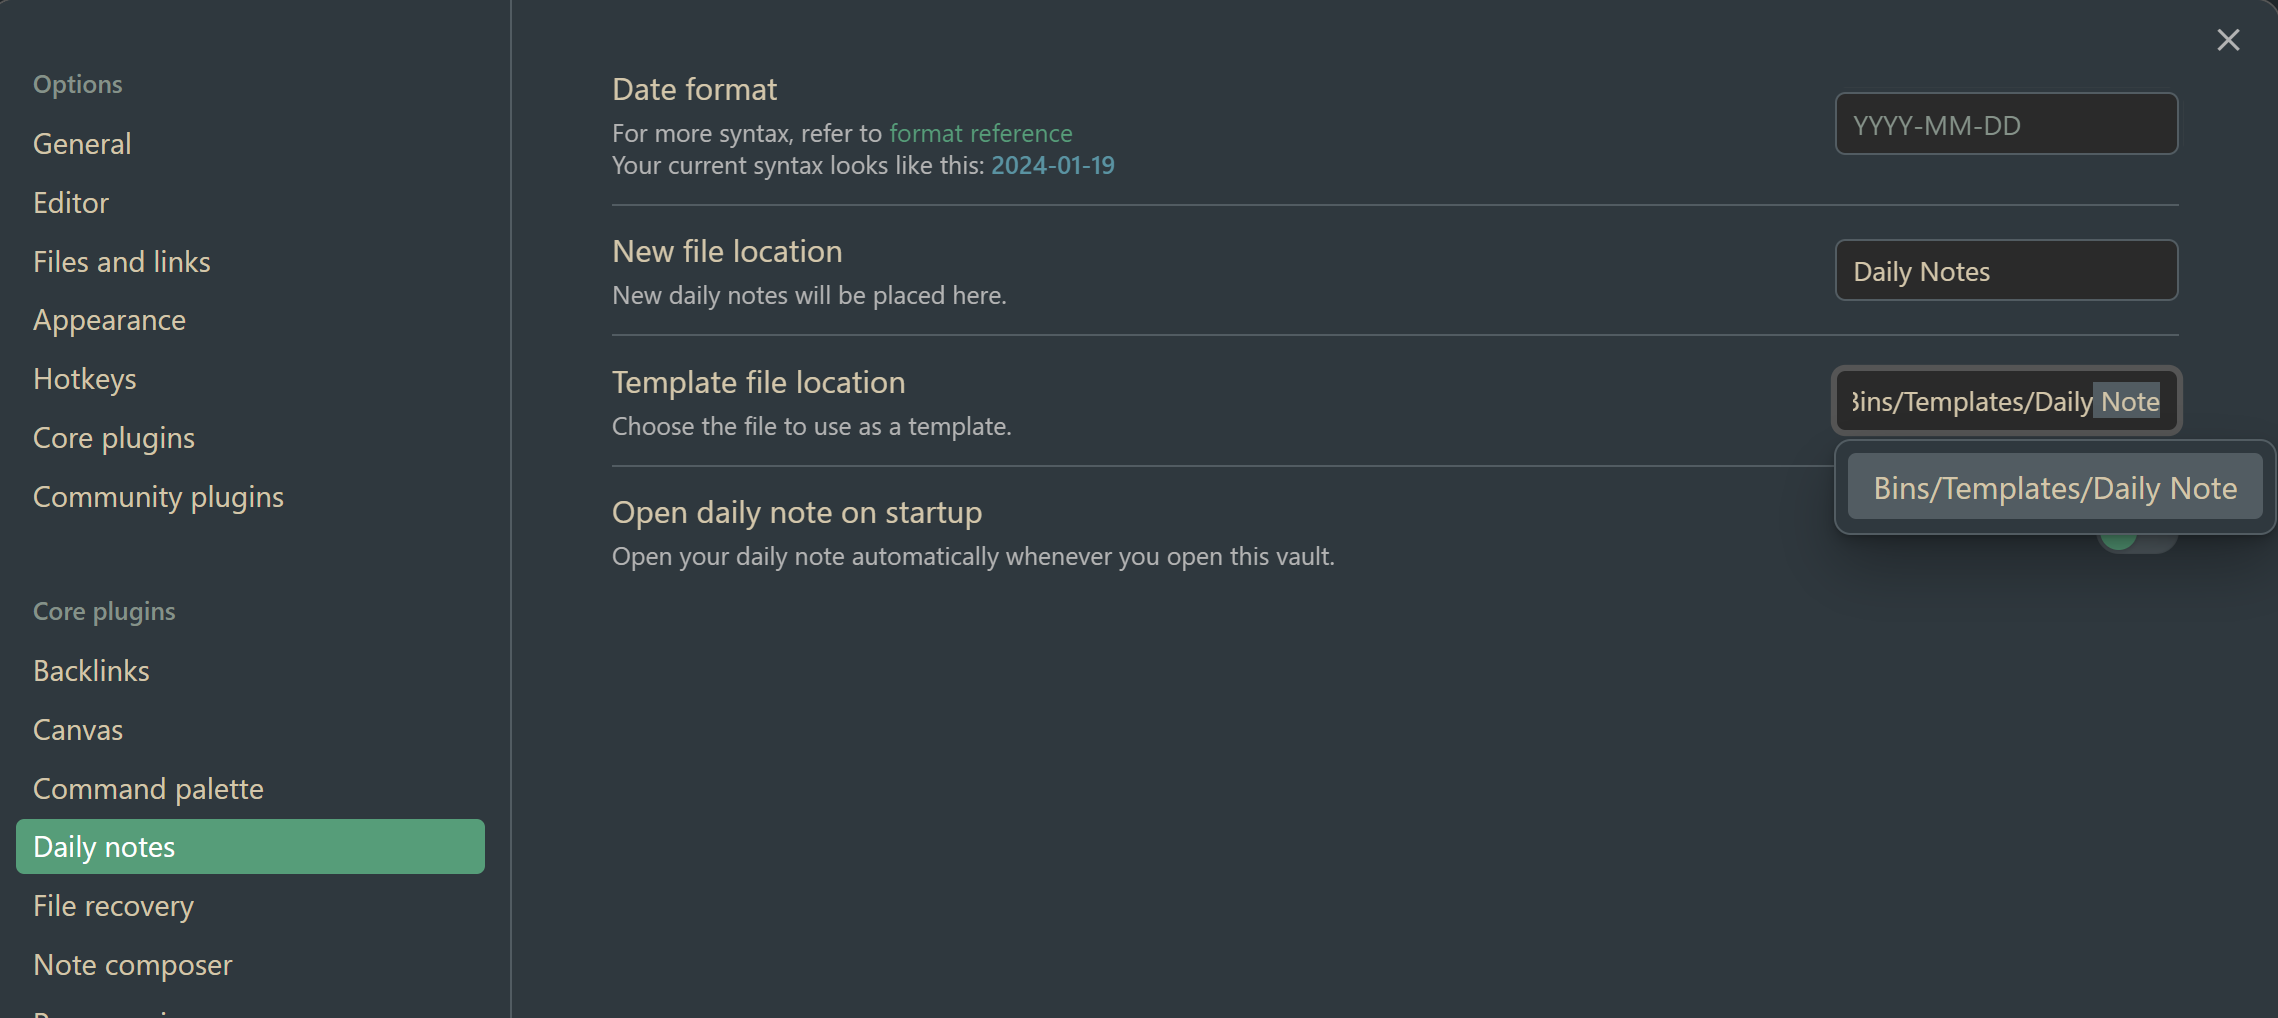 Options
General
Editor
Files and links
Appearance
Hotkeys
Core plugins
Community plugins
Core plugins
Backlinks
Canvas
Command palette
Daily notes
File recovery
Note composer
Date format
For more syntax, refer to format reference
Your current syntax looks like this: 2024-01-19
YYYY-MM-DD
New file location
New daily notes will be placed here.
Daily Notes
Template file location
Choose the file to use as a template.
Bins/Templates/Daily Note
Bins/Templates/Daily Note
Open daily note on startup
Open your daily note automatically whenever you open this vault.